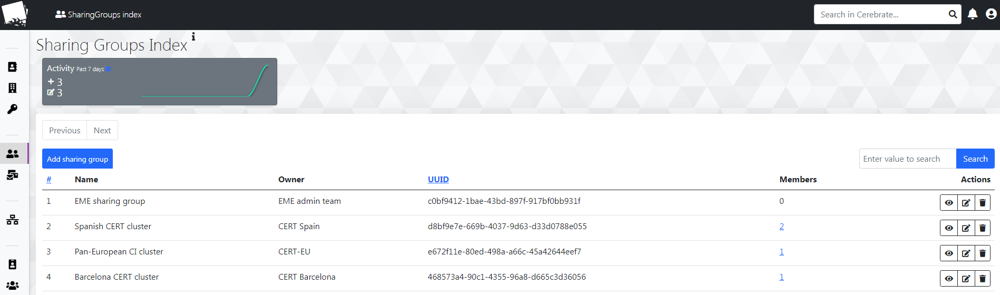 SharingGroups index
Search in Cerebrate...
Sharing Groups Index
Activity Past 7 days
+ 3
3
Previous Next
Add sharing group
Enter value to search Search
# Name Owner UUID Members Actions
1 EME sharing group EME admin team c0bf9412-1bae-43bd-897f-917bf0bb931f 0
2 Spanish CERT cluster CERT Spain d8bf9e7e-669b-4037-9d63-d33d0788e055 2
3 Pan-European CI cluster CERT-EU e672f11e-80ed-498a-a66c-45a42644eef7 1
4 Barcelona CERT cluster CERT Barcelona 468573a4-90c1-4355-96a8-d665c3d36056 1